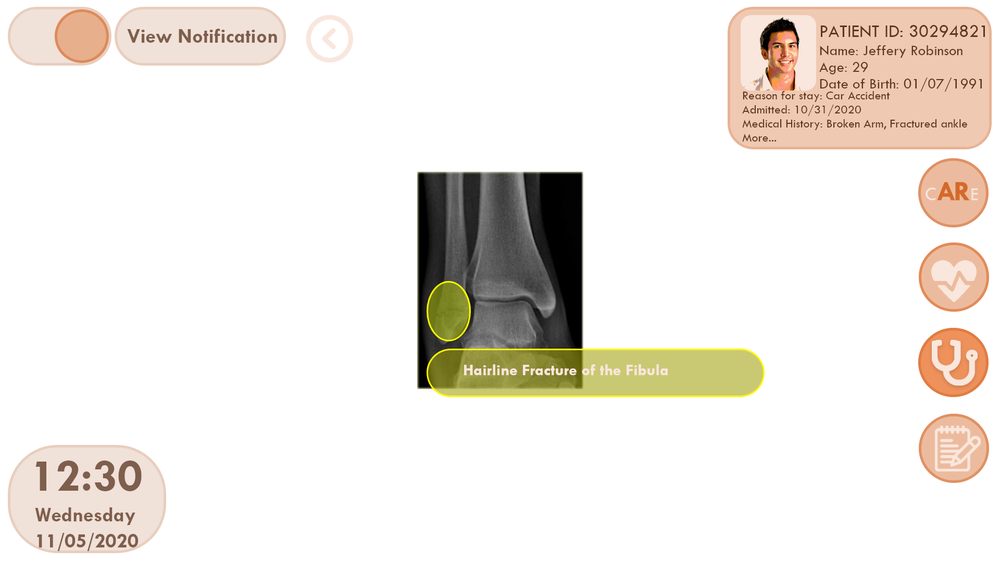 View Notification
PATIENT ID: 30294821
Name: Jeffery Robinson
Age: 29
Date of Birth: 01/07/1991
Reason for stay: Car Accident
Admitted: 10/31/2020
Medical History: Broken Arm, Fractured ankle
More...
CARE
Hairline Fracture of the Fibula
12:30
Wednesday
11/05/2020